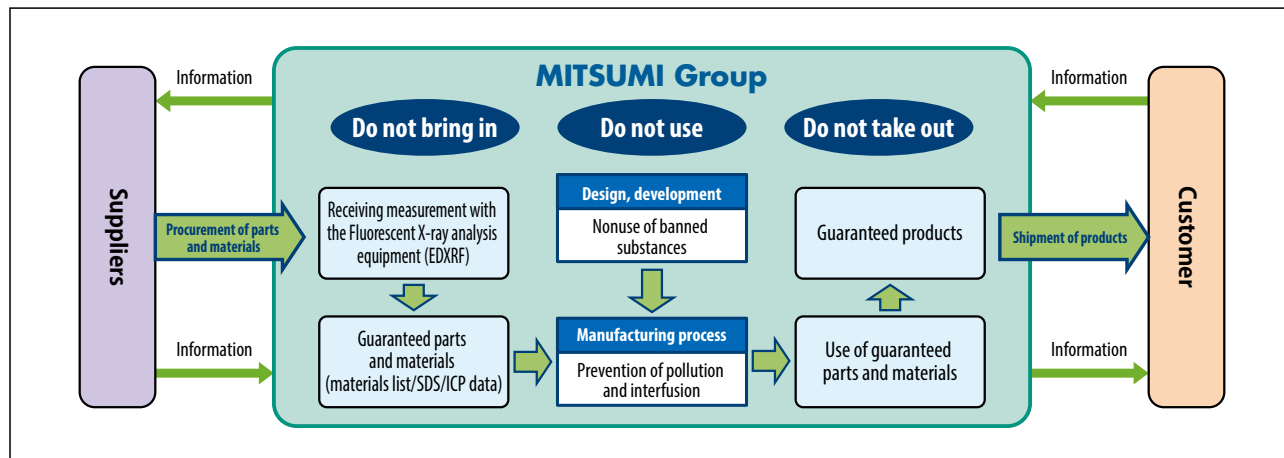 MITSUMI Group
Information
Information
Do not bring in
Do not use
Do not take out
Suppliers
Procurement of parts
and materials
Receiving measurement with
the Fluorescent X-ray analysis
equipment (EDXRF)
Design, development
Nonuse of banned
substances
Guaranteed products
Shipment of products
Customer
Information
Guaranteed parts
and materials
(materials list/SDS/ICP data)
Manufacturing process
Prevention of pollution
and interfusion
Use of guaranteed
parts and materials
Information